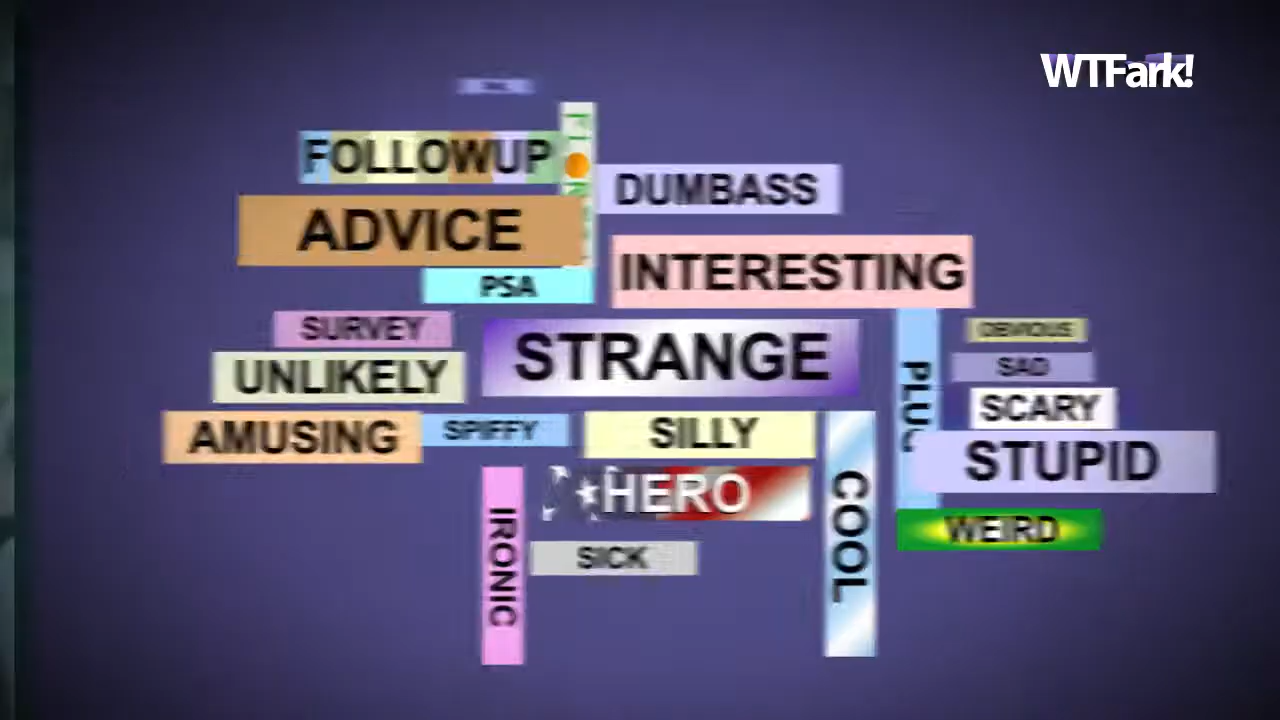 WTFark!
FOLLOWUP
DUMBASS
ADVICE
INTERESTING
PSA
SURVEY
STRANGE
OBVIOUS
UNLIKELY
SAD
PLUG
SCARY
AMUSING
SPIFFY
SILLY
STUPID
HERO
COOL
IRONIC
WEIRD
SICK